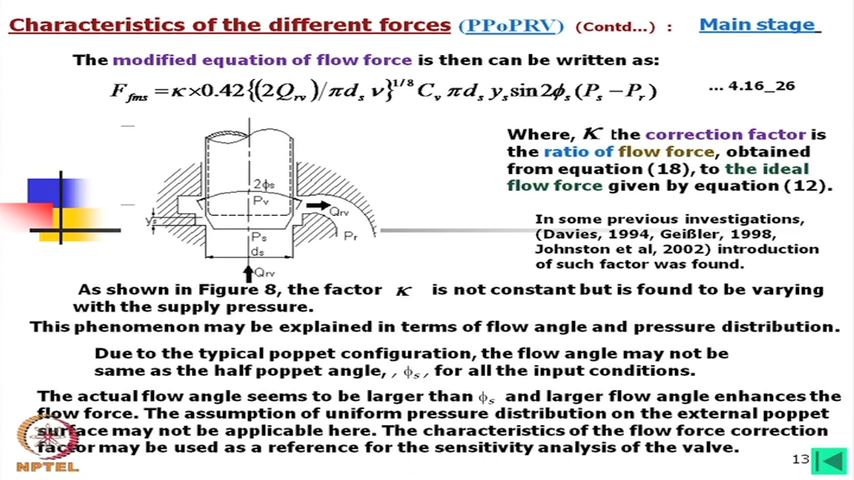 Characteristics of the different forces (PPoPRV) (Contd...) : Main stage
The modified equation of flow force is then can be written as:
F_fms = κ×0.42{(2Q_rv)/πd_s ν}^1/8 C_v πd_s y_s sin2ϕ_s (P_s − P_r) ... 4.16_26
2ϕs
Pv
Qrv
ys
Ps
Pr
ds
Qrv
Where, κ the correction factor is
the ratio of flow force, obtained
from equation (18), to the ideal
flow force given by equation (12).
In some previous investigations,
(Davies, 1994, Geißler, 1998,
Johnston et al, 2002) introduction
of such factor was found.
As shown in Figure 8, the factor κ is not constant but is found to be varying
with the supply pressure.
This phenomenon may be explained in terms of flow angle and pressure distribution.
Due to the typical poppet configuration, the flow angle may not be
same as the half poppet angle, , ϕs , for all the input conditions.
The actual flow angle seems to be larger than ϕs and larger flow angle enhances the
flow force. The assumption of uniform pressure distribution on the external poppet
surface may not be applicable here. The characteristics of the flow force correction
factor may be used as a reference for the sensitivity analysis of the valve.
NPTEL
13